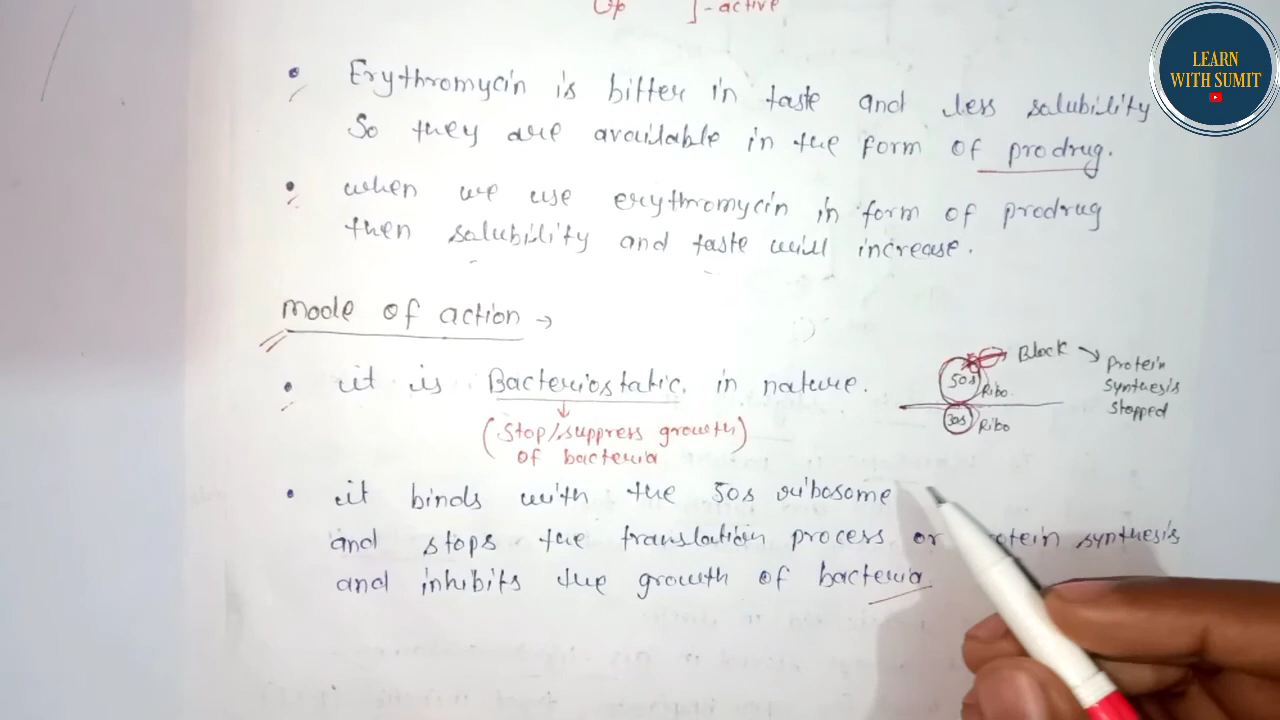 - active
LEARN
WITH SUMIT
• Erythromycin is bitter in taste and less solubility
So they are available in the form of prodrug.
• when we use erythromycin in form of prodrug
then solubility and taste will increase.
Mode of action →
• it is Bacteriostatic. in nature.
(Stop/suppress growth)
of bacteria
50s Ribo.
30s Ribo
Block → Protein
synthesis
stopped
• it binds with the 50s ribosome
and stops the translation process or otein synthesis
and inhibits the growth of bacteria.